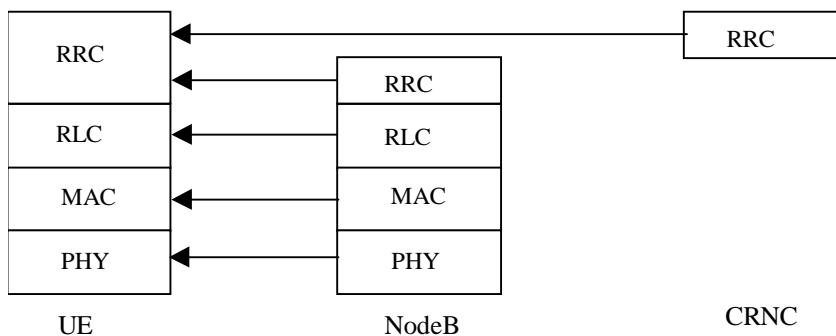 RRC
RRC
RRC
RLC
RLC
MAC
MAC
PHY
PHY
UE
NodeB
CRNC